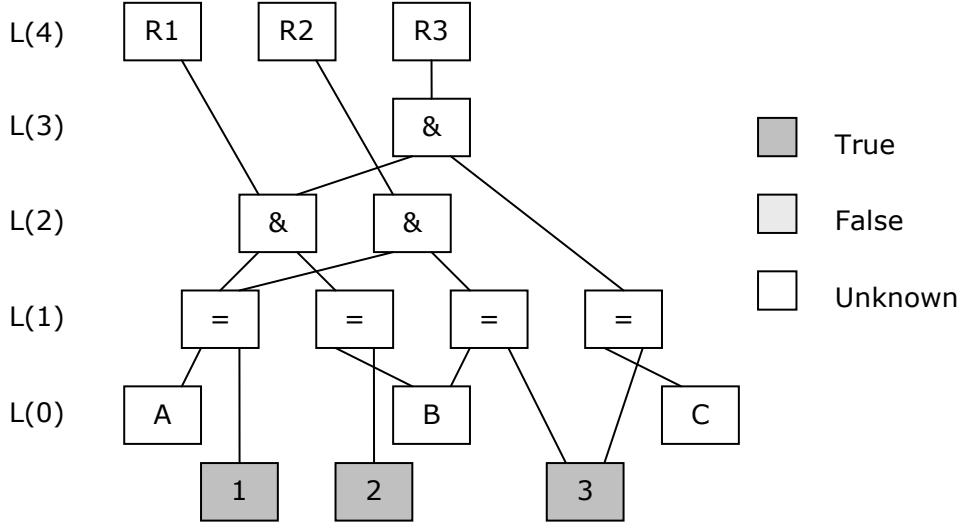 L(4) R1 R2 R3
L(3) &
True
L(2) & & False
L(1) = = = = Unknown
L(0) A B C
1 2 3